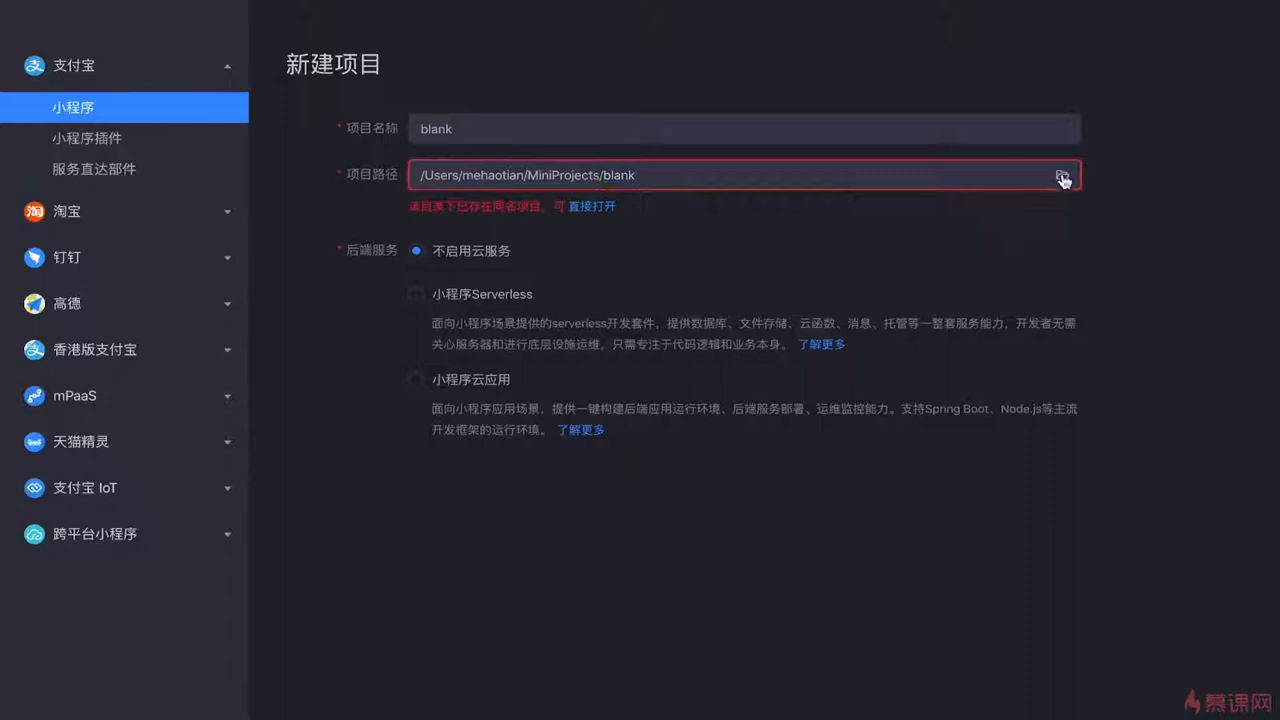 支付宝
小程序
小程序插件
服务直达部件
淘宝
钉钉
高德
香港版支付宝
mPaaS
天猫精灵
支付宝 IoT
跨平台小程序
新建项目
* 项目名称
blank
* 项目路径
/Users/mehaotian/MiniProjects/blank
该目录下已存在同名项目，可 直接打开
* 后端服务
不启用云服务
小程序Serverless
面向小程序场景提供的serverless开发套件，提供数据库、文件存储、云函数、消息、托管等一整套服务能力，开发者无需
关心服务器和进行底层设施运维，只需专注于代码逻辑和业务本身。 了解更多
小程序云应用
面向小程序应用场景，提供一键构建后端应用运行环境、后端服务部署、运维监控能力。支持Spring Boot、Node.js等主流
开发框架的运行环境。 了解更多
慕课网